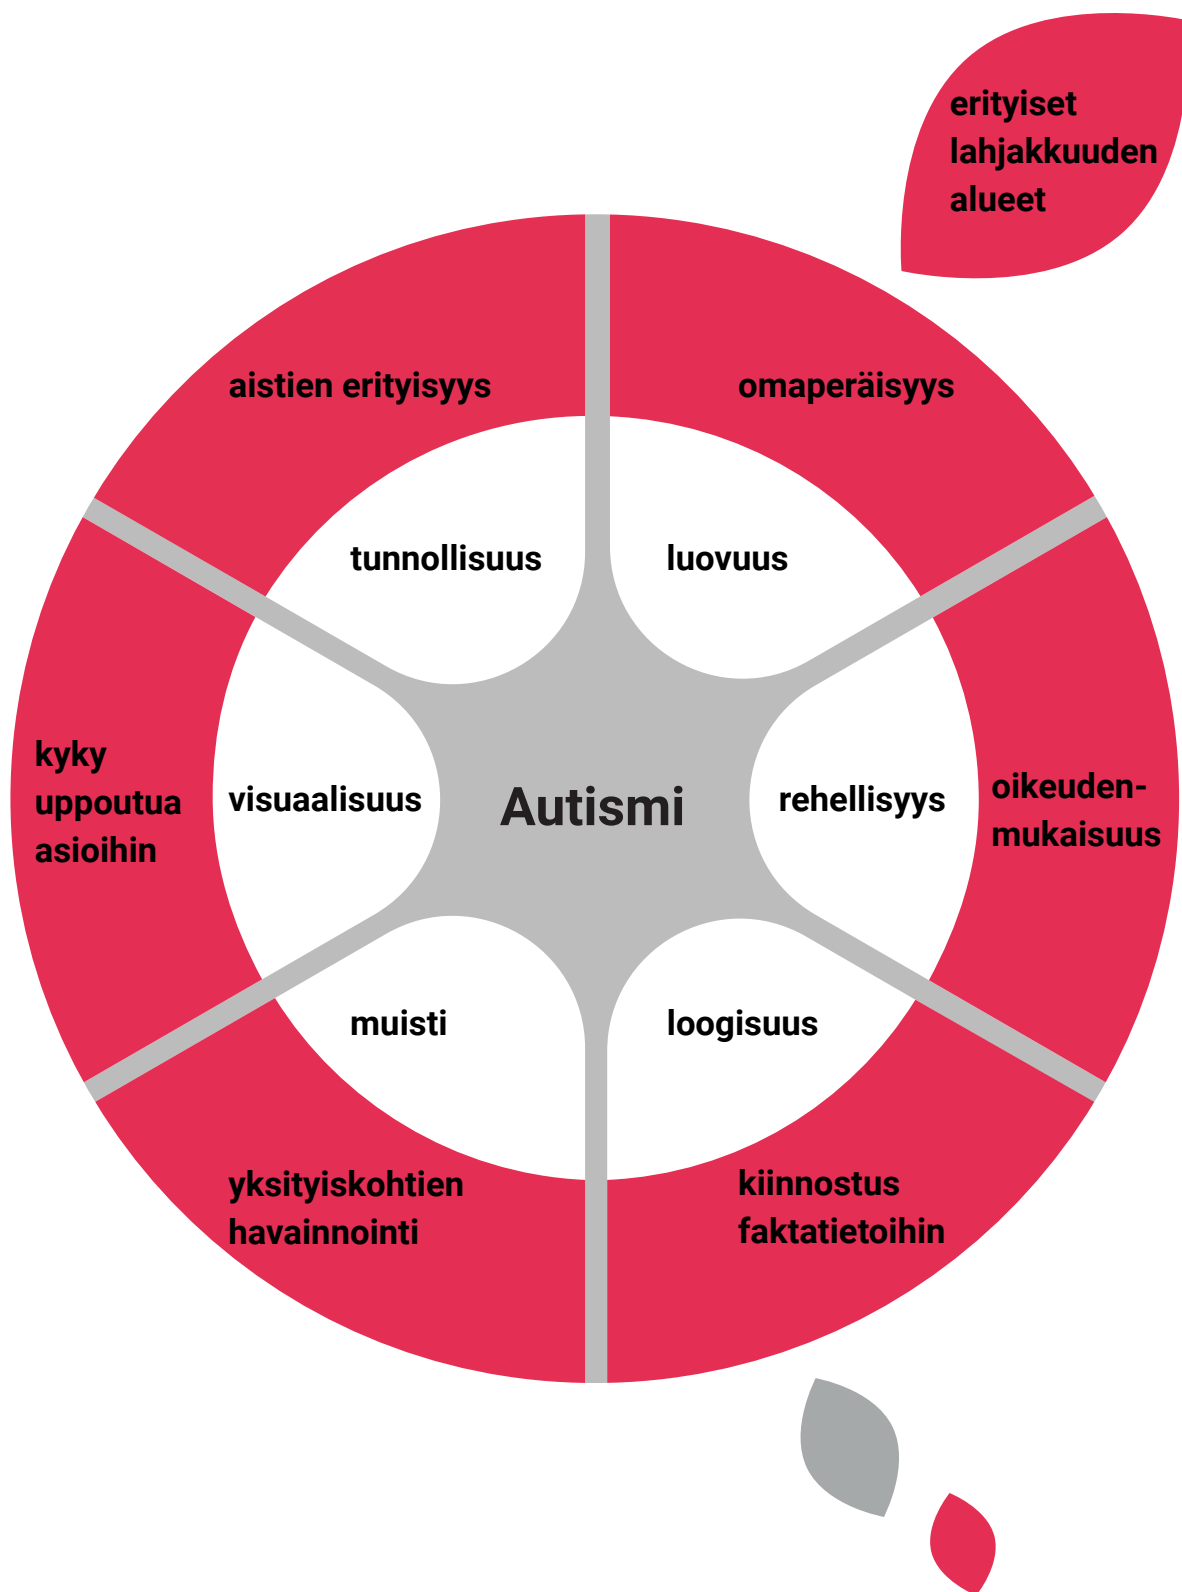 erityiset
lahjakkuuden
alueet
aistien erityisyys
omaperäisyys
tunnollisuus
luovuus
kyky
uppoutua
asioihin
visuaalisuus
Autismi
rehellisyys
oikeuden-
mukaisuus
muisti
loogisuus
yksityiskohtien
havainnointi
kiinnostus
faktatietoihin